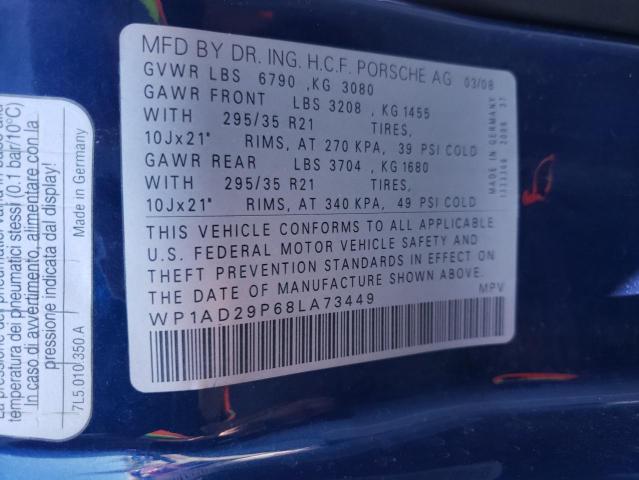 MFD BY DR. ING. H.C.F. PORSCHE AG 03/08
GVWR LBS 6790 ,KG 3080
GAWR FRONT LBS 3208 , KG 1455
WITH 295/35 R21 TIRES,
10Jx21" RIMS, AT 270 KPA, 39 PSI COLD
GAWR REAR LBS 3704 , KG 1680
WITH 295/35 R21 TIRES,
10Jx21" RIMS, AT 340 KPA, 49 PSI COLD
THIS VEHICLE CONFORMS TO ALL APPLICABLE
U.S. FEDERAL MOTOR VEHICLE SAFETY AND
THEFT PREVENTION STANDARDS IN EFFECT ON
THE DATE OF MANUFACTURE SHOWN ABOVE.
WP1AD29P68LA73449 MPV
MADE IN GERMANY
2008 37
temperatura dei pneumatici stessi (0.1 bar/10°C)
In caso di avvertimento, alimentare con la
pressione indicata dal display!
7L5 010 350 A Made in Germany